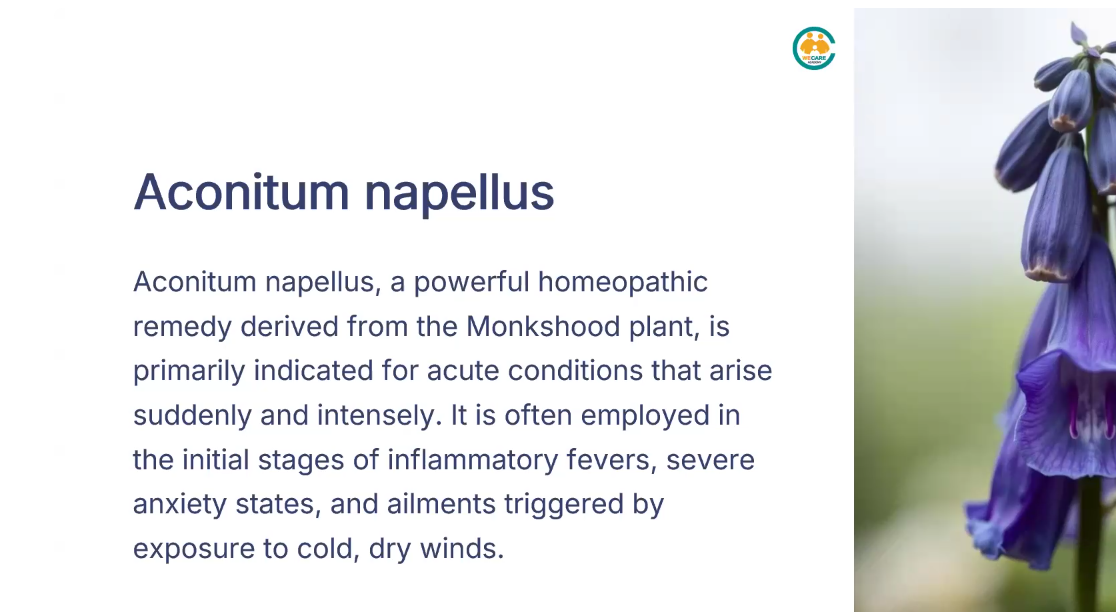 WECARE
ACADEMY
Aconitum napellus
Aconitum napellus, a powerful homeopathic
remedy derived from the Monkshood plant, is
primarily indicated for acute conditions that arise
suddenly and intensely. It is often employed in
the initial stages of inflammatory fevers, severe
anxiety states, and ailments triggered by
exposure to cold, dry winds.